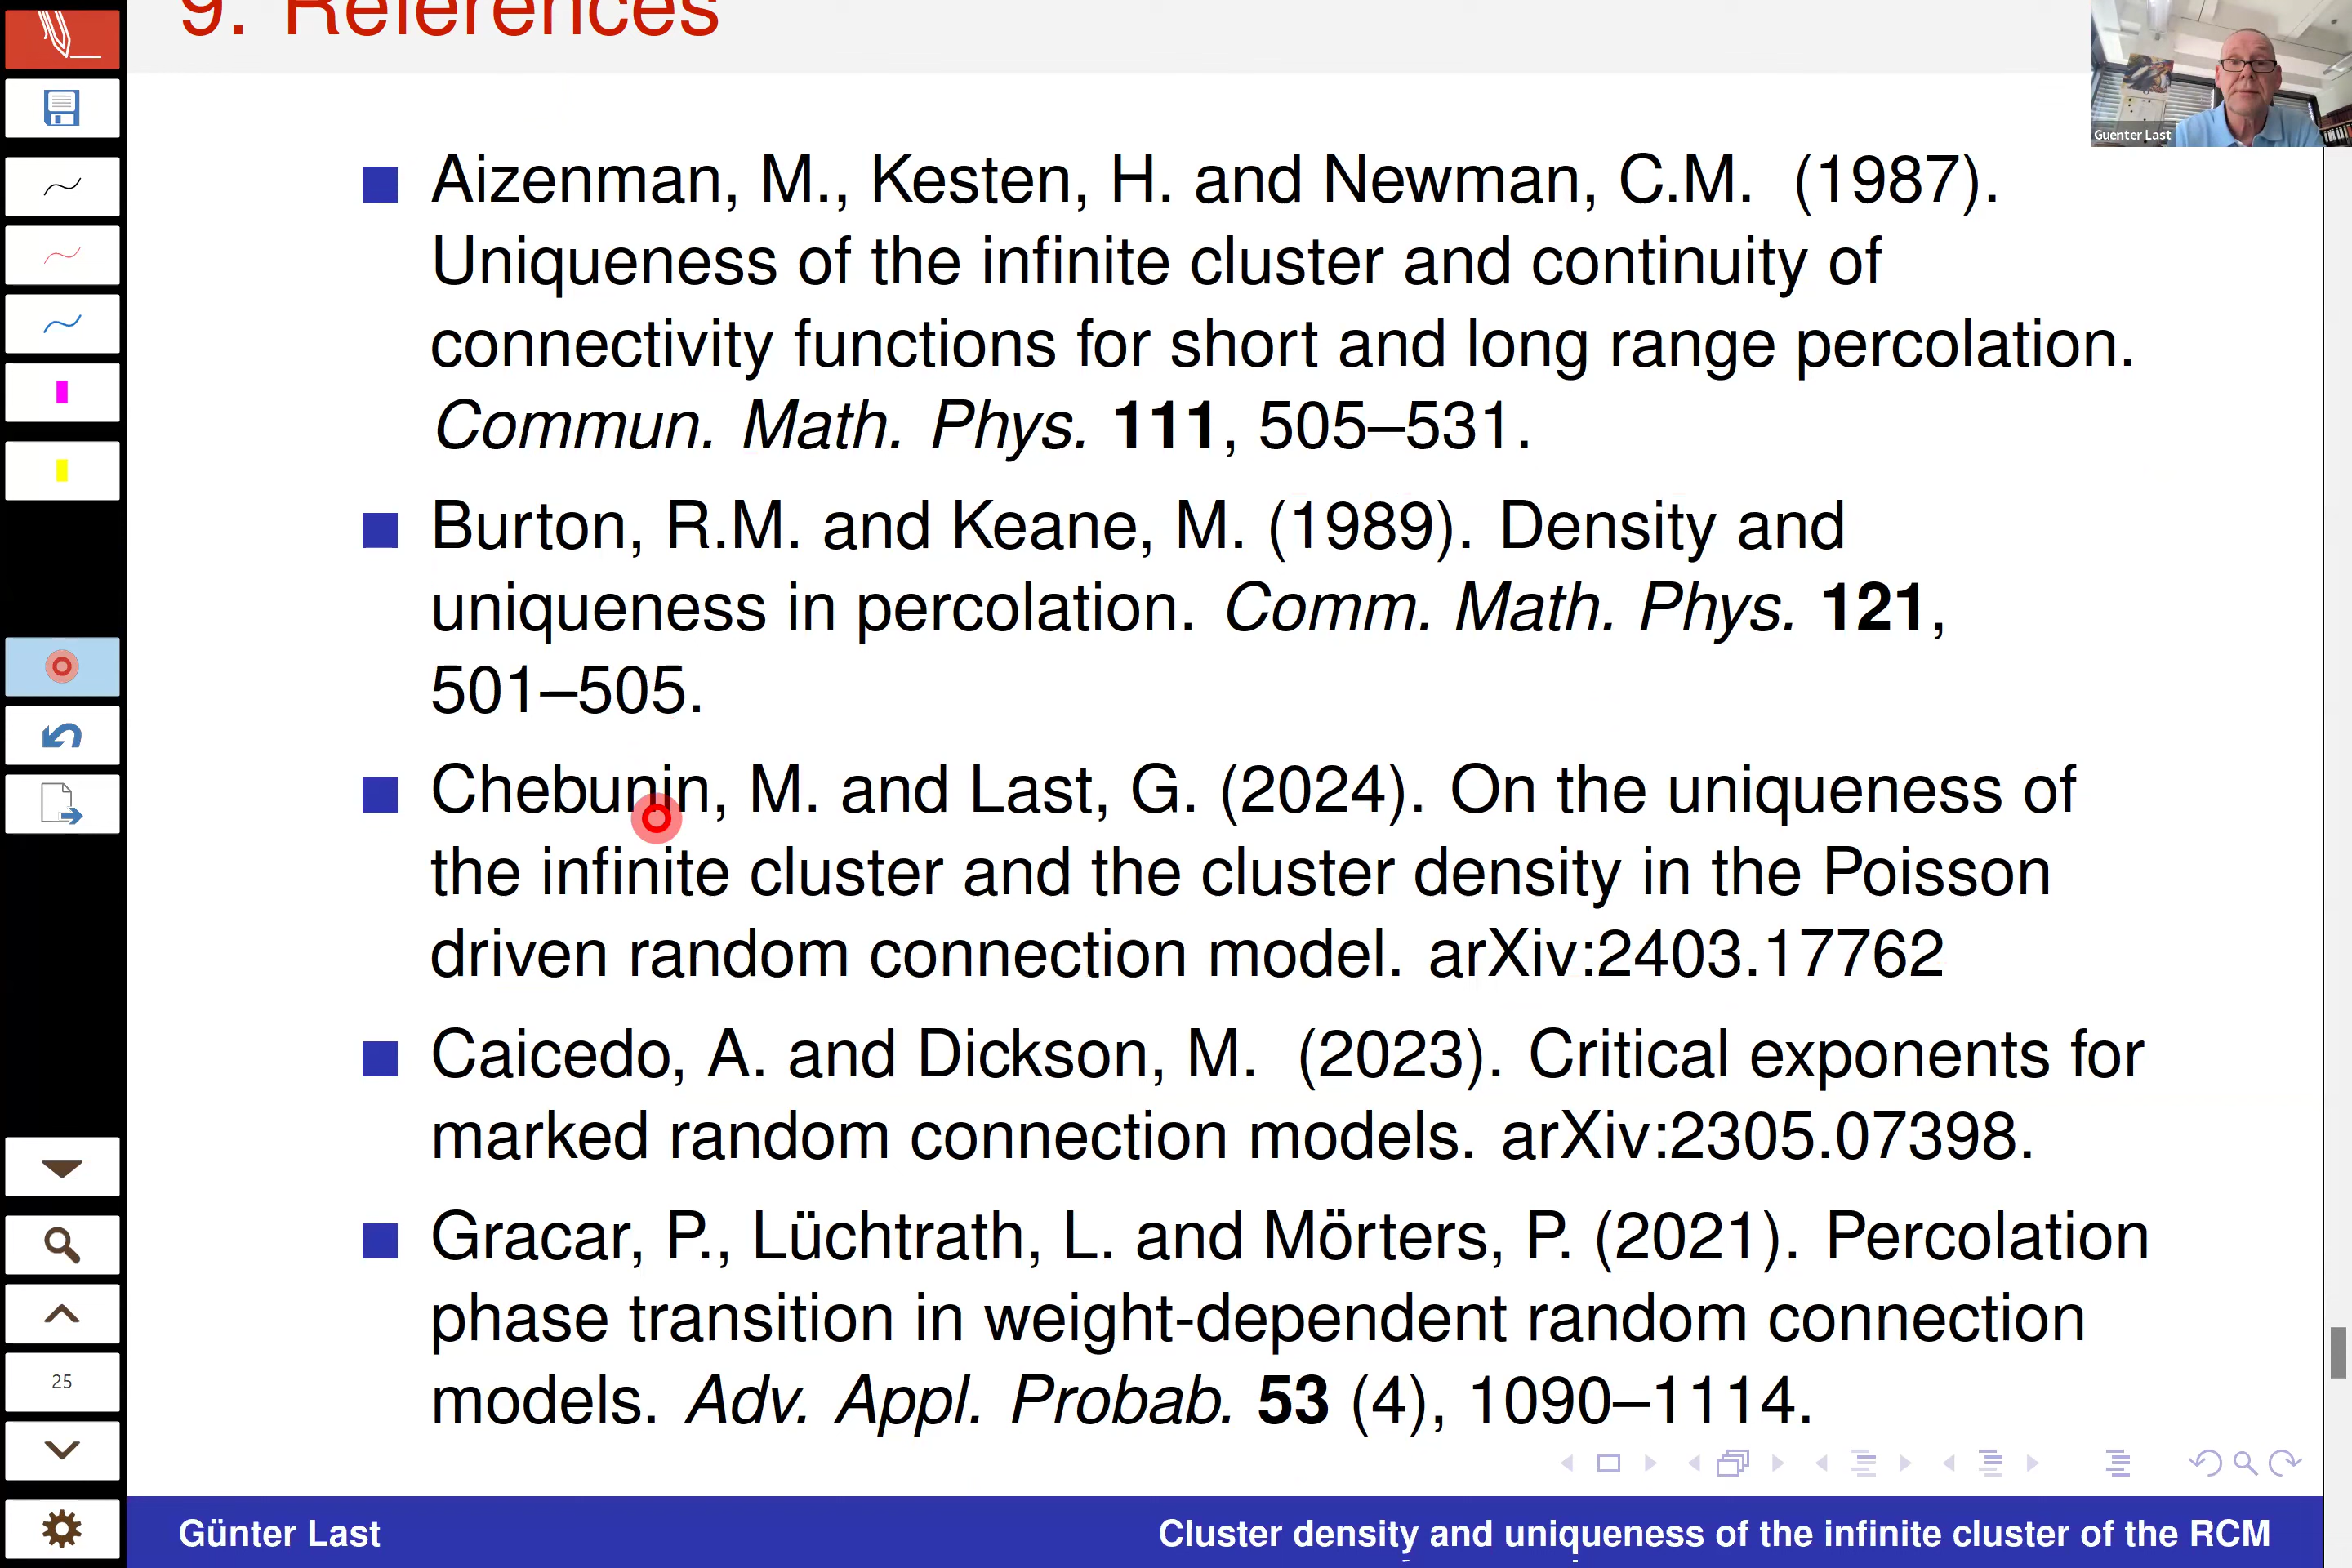 9. References
Guenter Last
Aizenman, M., Kesten, H. and Newman, C.M. (1987).
Uniqueness of the infinite cluster and continuity of
connectivity functions for short and long range percolation.
Commun. Math. Phys. 111, 505–531.
Burton, R.M. and Keane, M. (1989). Density and
uniqueness in percolation. Comm. Math. Phys. 121,
501–505.
Chebunin, M. and Last, G. (2024). On the uniqueness of
the infinite cluster and the cluster density in the Poisson
driven random connection model. arXiv:2403.17762
Caicedo, A. and Dickson, M. (2023). Critical exponents for
marked random connection models. arXiv:2305.07398.
Gracar, P., Lüchtrath, L. and Mörters, P. (2021). Percolation
phase transition in weight-dependent random connection
models. Adv. Appl. Probab. 53 (4), 1090–1114.
25
Günter Last
Cluster density and uniqueness of the infinite cluster of the RCM